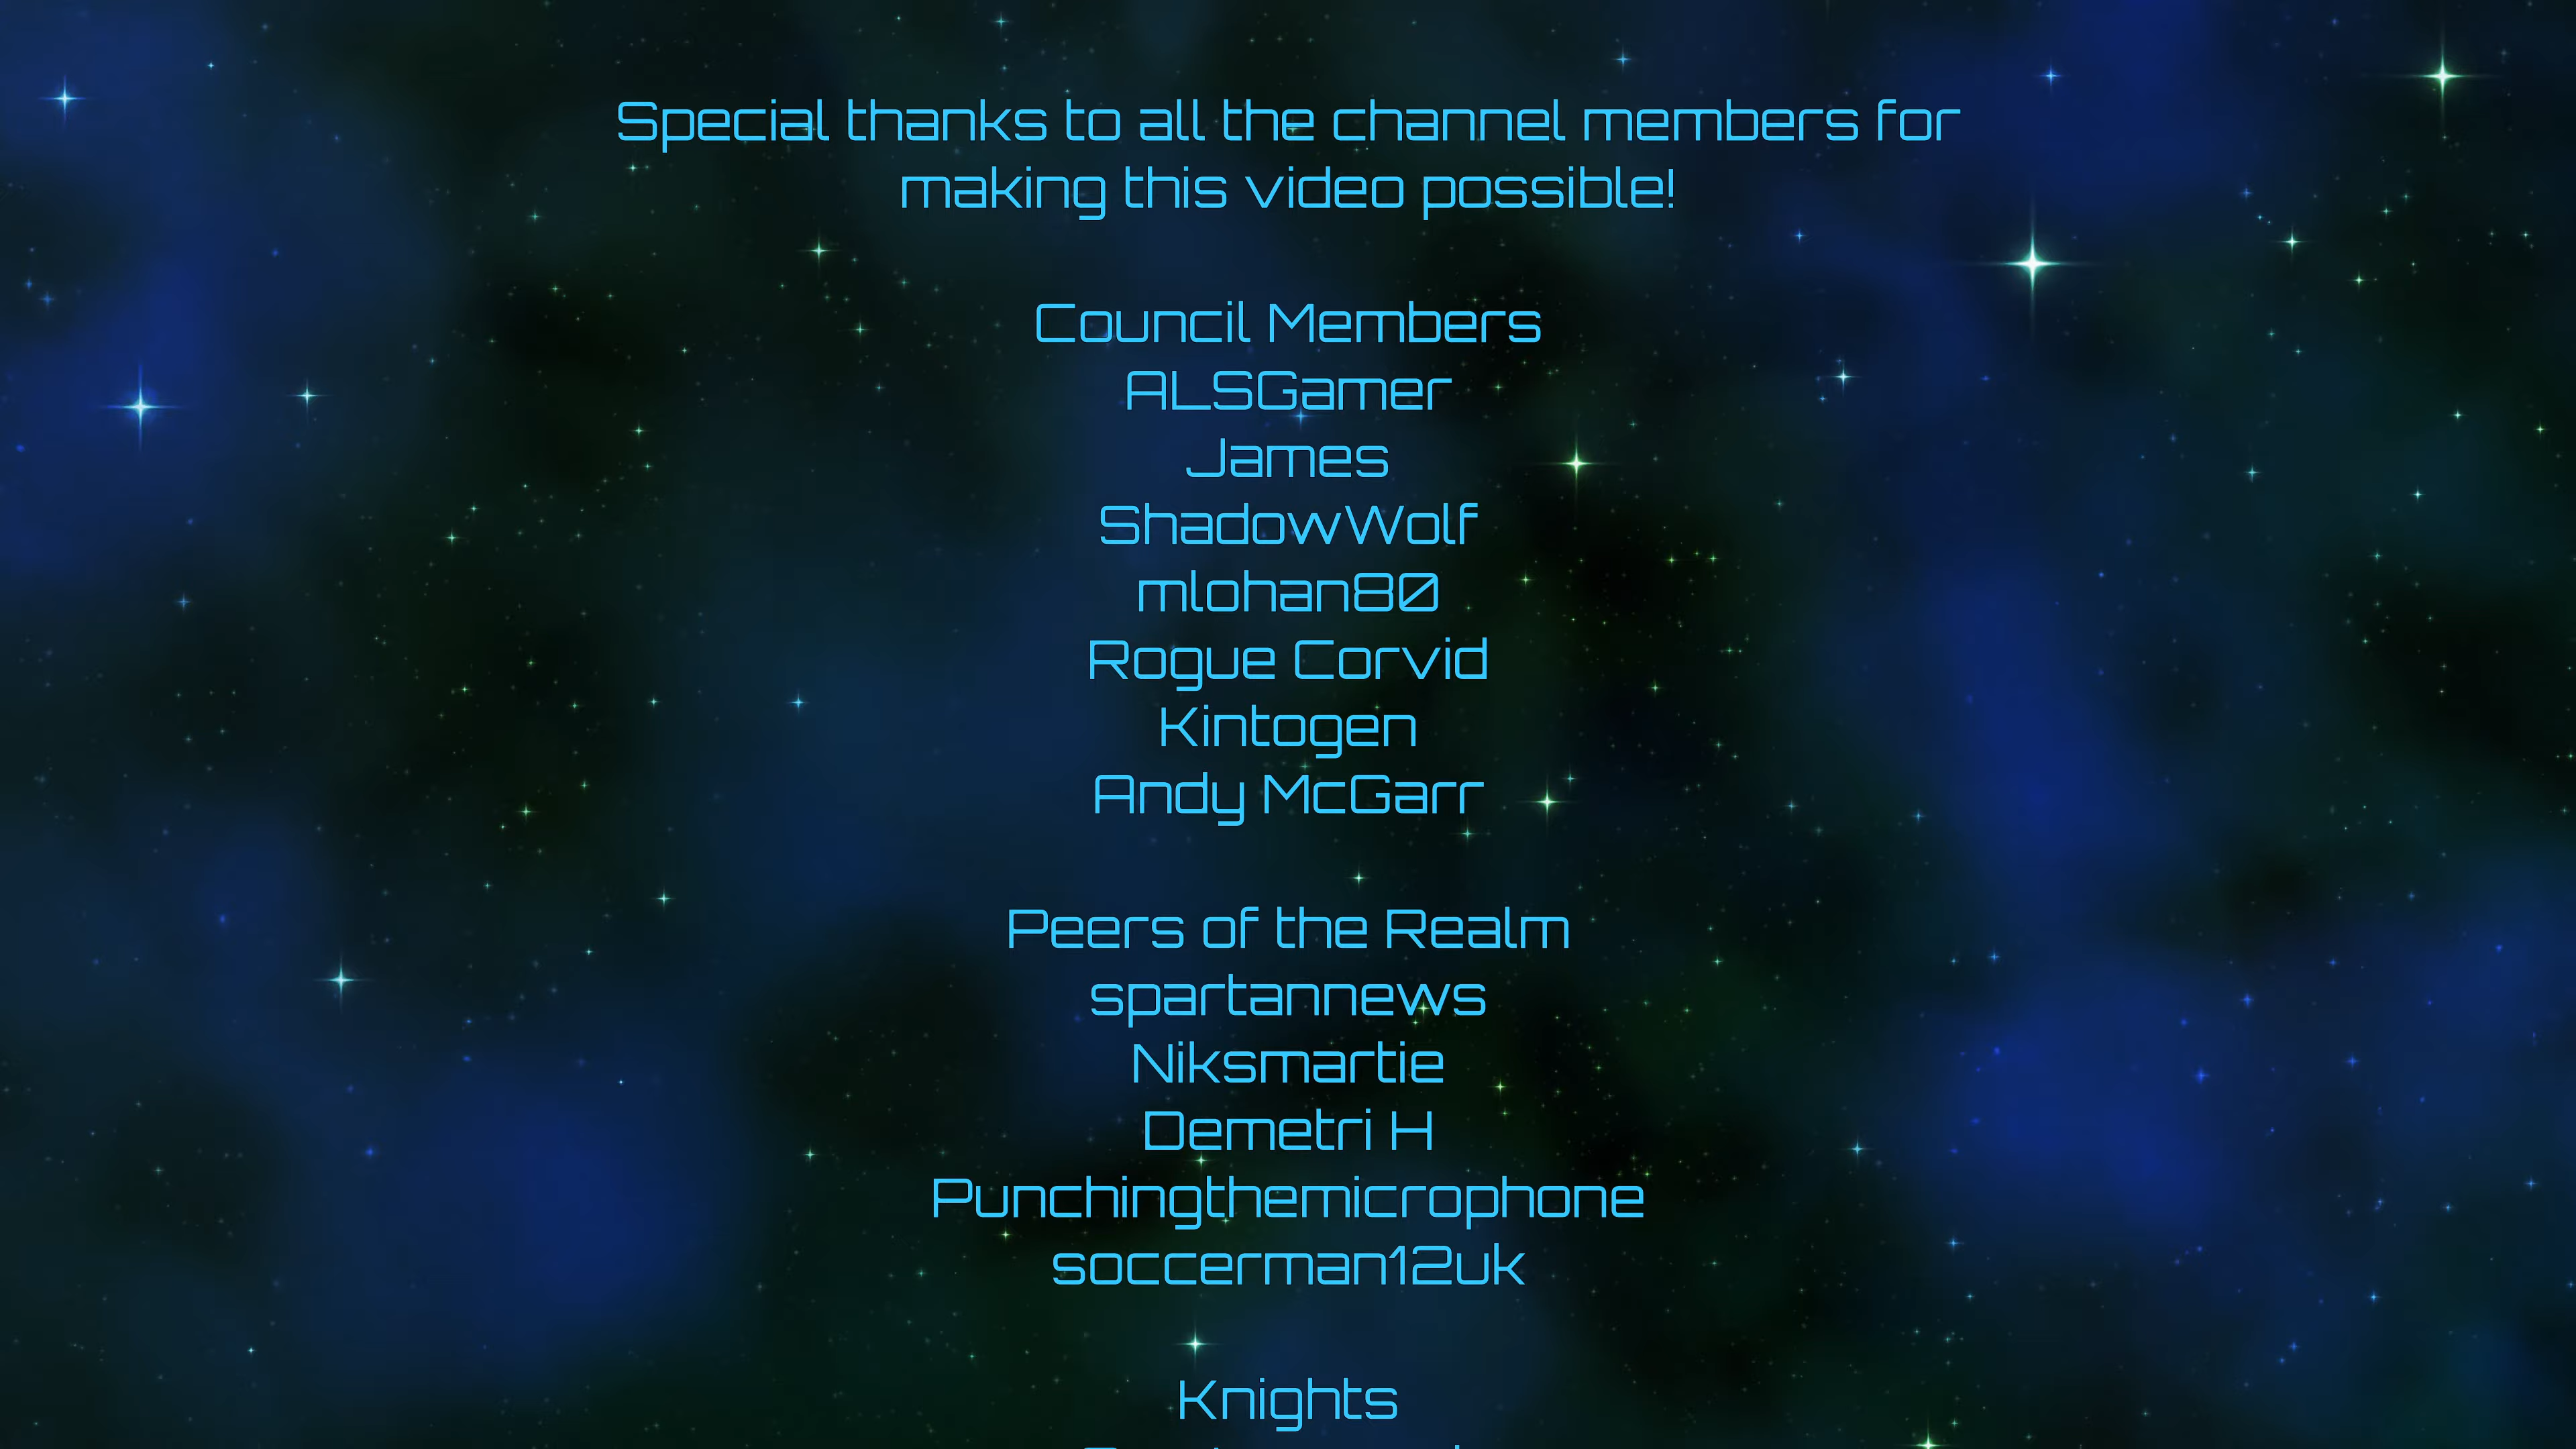 Special thanks to all the channel members for
making this video possible!
Council Members
ALSGamer
James
ShadowWolf
mlohan80
Rogue Corvid
Kintogen
Andy McGarr
Peers of the Realm
spartannews
Niksmartie
Demetri H
Punchingthemicrophone
soccerman12uk
Knights